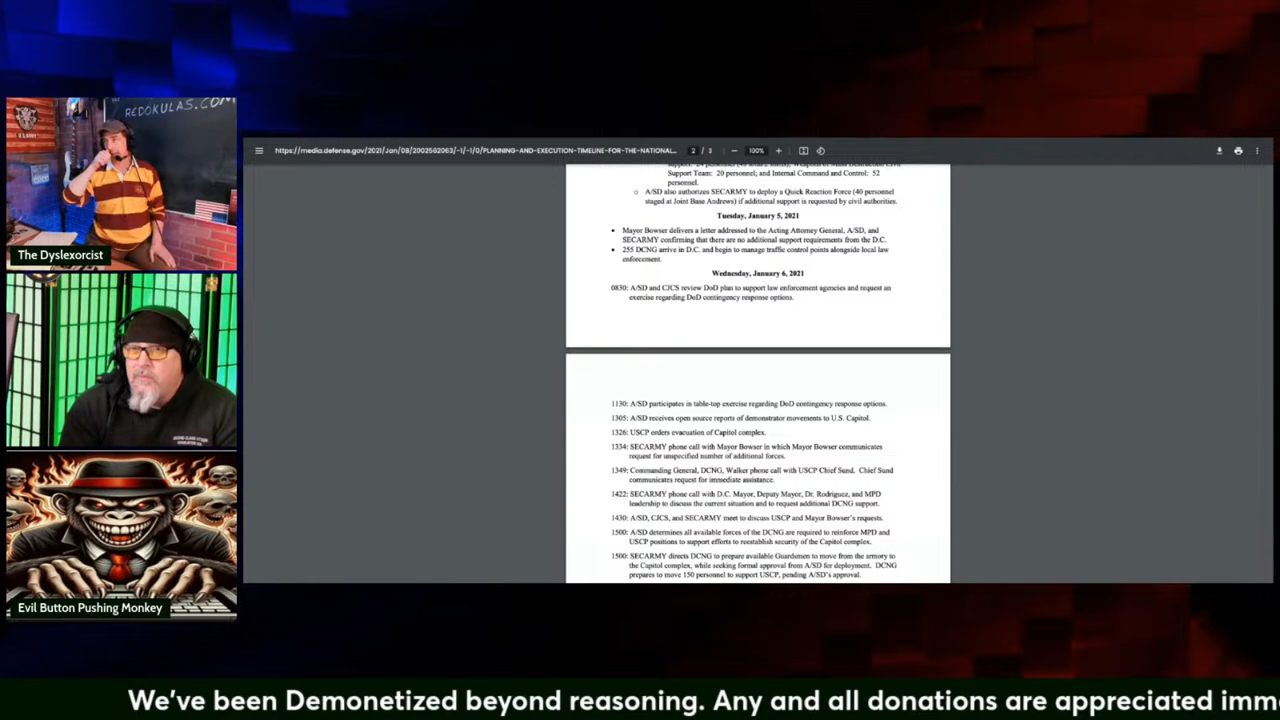 REDOKULAS.COM
The Dyslexorcist
Evil Button Pushing Monkey
https://media.defense.gov/2021/Jan/08/2002562063/-1/-1/0/PLANNING-AND-EXECUTION-TIMELINE-FOR-THE-NATIONAL...
2 / 3
100%
Support Team: 20 personnel; and Internal Command and Control: 52
personnel.
o A/SD also authorizes SECARMY to deploy a Quick Reaction Force (40 personnel
staged at Joint Base Andrews) if additional support is requested by civil authorities.
Tuesday, January 5, 2021
• Mayor Bowser delivers a letter addressed to the Acting Attorney General, A/SD, and
SECARMY confirming that there are no additional support requirements from the D.C.
• 255 DCNG arrive in D.C. and begin to manage traffic control points alongside local law
enforcement.
Wednesday, January 6, 2021
0830: A/SD and CJCS review DoD plan to support law enforcement agencies and request an
exercise regarding DoD contingency response options.
1130: A/SD participates in table-top exercise regarding DoD contingency response options.
1305: A/SD receives open source reports of demonstrator movements to U.S. Capitol.
1326: USCP orders evacuation of Capitol complex.
1334: SECARMY phone call with Mayor Bowser in which Mayor Bowser communicates
request for unspecified number of additional forces.
1349: Commanding General, DCNG, Walker phone call with USCP Chief Sund. Chief Sund
communicates request for immediate assistance.
1422: SECARMY phone call with D.C. Mayor, Deputy Mayor, Dr. Rodriguez, and MPD
leadership to discuss the current situation and to request additional DCNG support.
1430: A/SD, CJCS, and SECARMY meet to discuss USCP and Mayor Bowser's requests.
1500: A/SD determines all available forces of the DCNG are required to reinforce MPD and
USCP positions to support efforts to reestablish security of the Capitol complex.
1500: SECARMY directs DCNG to prepare available Guardsmen to move from the armory to
the Capitol complex, while seeking formal approval from A/SD for deployment. DCNG
prepares to move 150 personnel to support USCP, pending A/SD's approval.
We've been Demonetized beyond reasoning. Any and all donations are appreciated imm